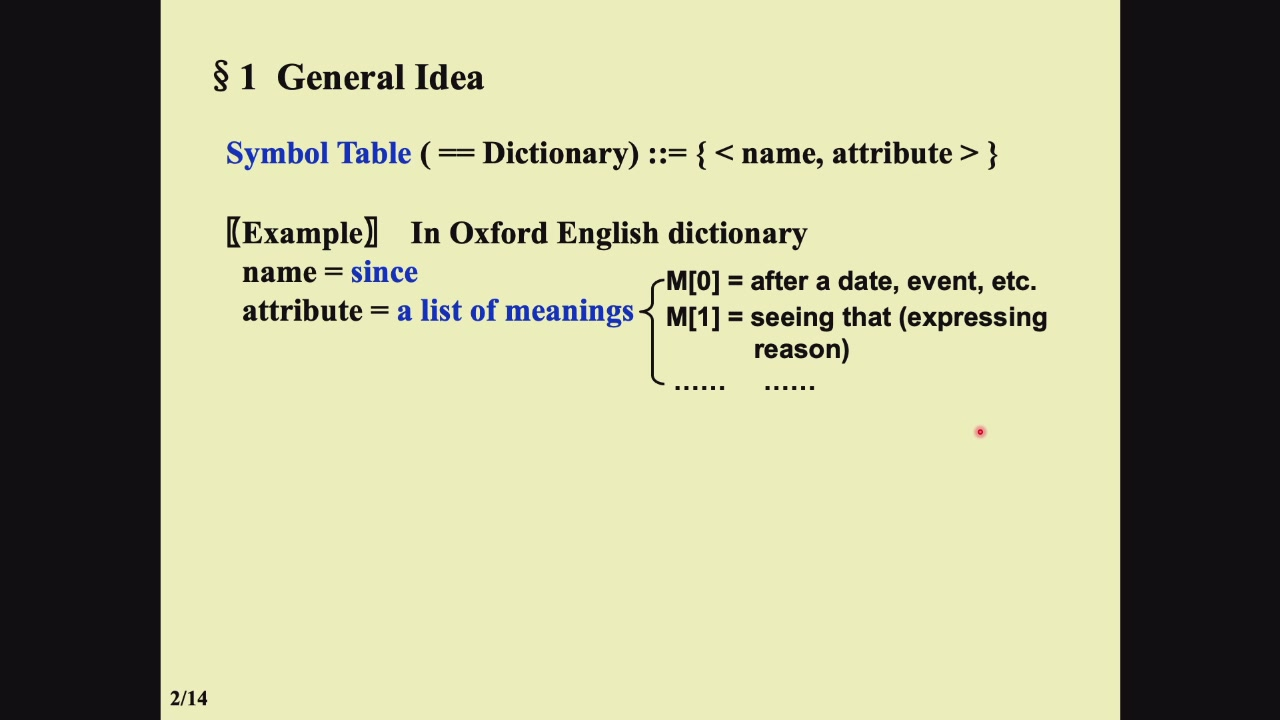 § 1 General Idea
Symbol Table ( == Dictionary) ::= { < name, attribute > }
〖Example〗 In Oxford English dictionary
name = since
attribute = a list of meanings
M[0] = after a date, event, etc.
M[1] = seeing that (expressing
reason)
…… ……
2/14